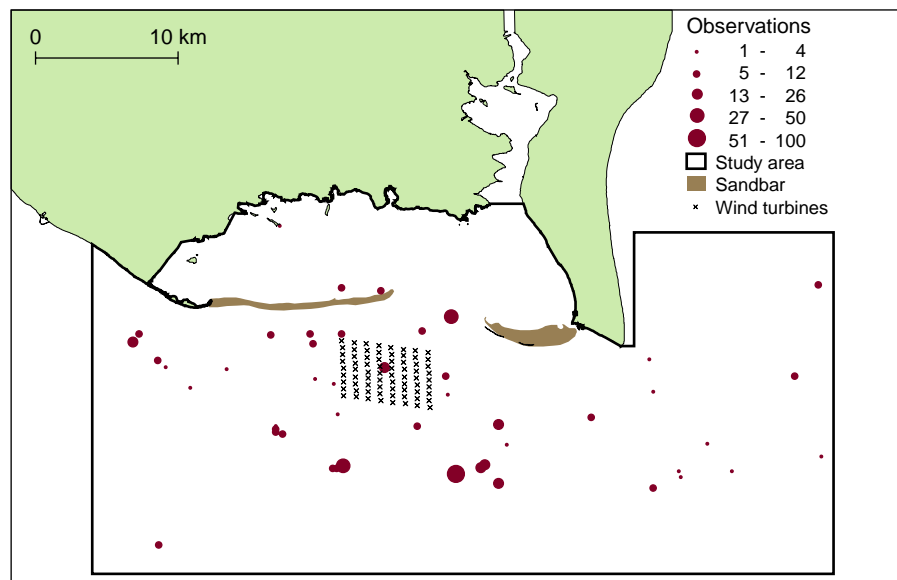 0 10 km
Observations
1 - 4
5 - 12
13 - 26
27 - 50
51 - 100
Study area
Sandbar
Wind turbines